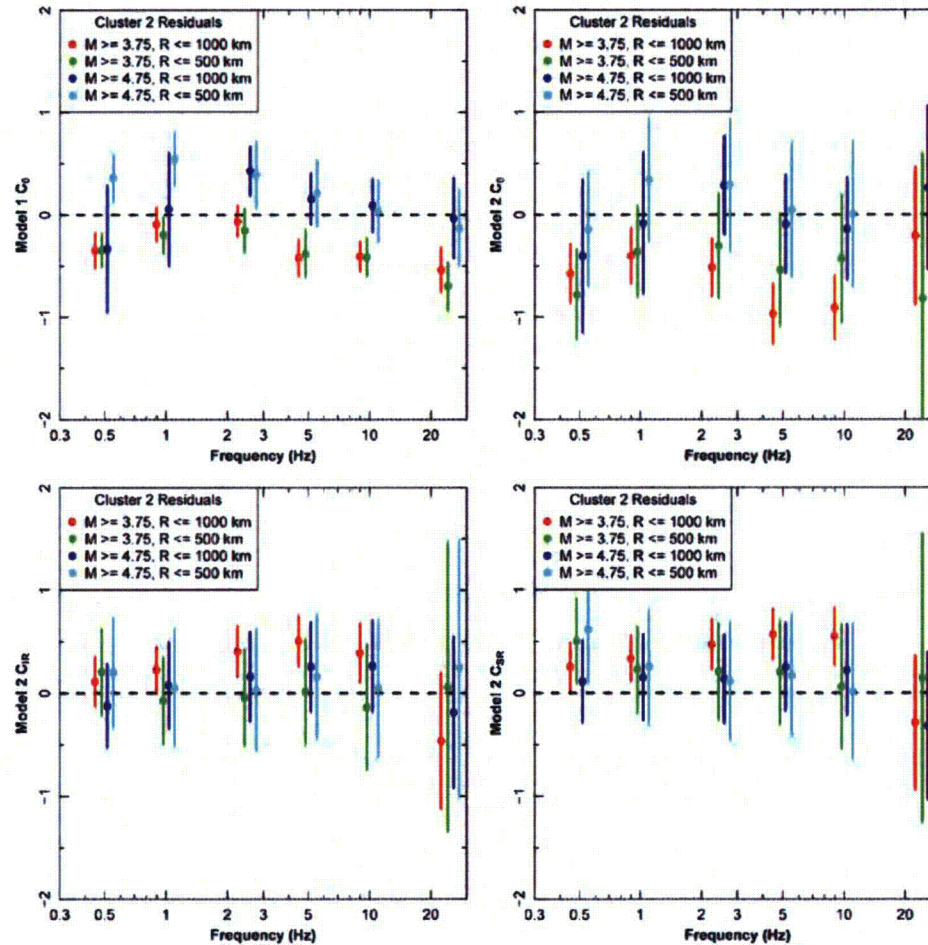 Cluster 2 Residuals
M >= 3.75, R <= 1000 km
M >= 3.75, R <= 500 km
M >= 4.75, R <= 1000 km
M >= 4.75, R <= 500 km
Model 1 C0
2
1
0
-1
-2
0.3 0.5 1 2 3 5 10 20
Frequency (Hz)
Cluster 2 Residuals
M >= 3.75, R <= 1000 km
M >= 3.75, R <= 500 km
M >= 4.75, R <= 1000 km
M >= 4.75, R <= 500 km
Model 2 C0
2
1
0
-1
-2
0.3 0.5 1 2 3 5 10 20
Frequency (Hz)
Cluster 2 Residuals
M >= 3.75, R <= 1000 km
M >= 3.75, R <= 500 km
M >= 4.75, R <= 1000 km
M >= 4.75, R <= 500 km
Model 2 CIR
2
1
0
-1
-2
0.3 0.5 1 2 3 5 10 20
Frequency (Hz)
Cluster 2 Residuals
M >= 3.75, R <= 1000 km
M >= 3.75, R <= 500 km
M >= 4.75, R <= 1000 km
M >= 4.75, R <= 500 km
Model 2 CSR
2
1
0
-1
-2
0.3 0.5 1 2 3 5 10 20
Frequency (Hz)